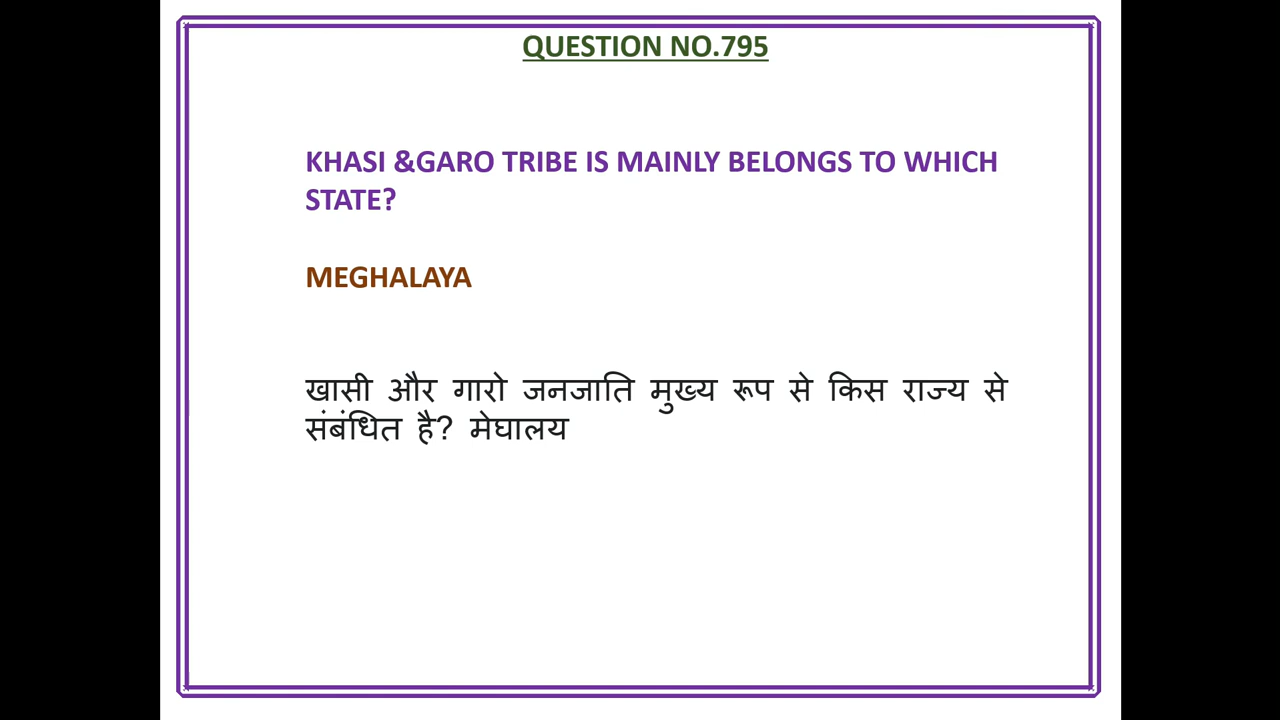 QUESTION NO.795
KHASI &GARO TRIBE IS MAINLY BELONGS TO WHICH
STATE?
MEGHALAYA
खासी और गारो जनजाति मुख्य रूप से किस राज्य से
संबंधित है? मेघालय